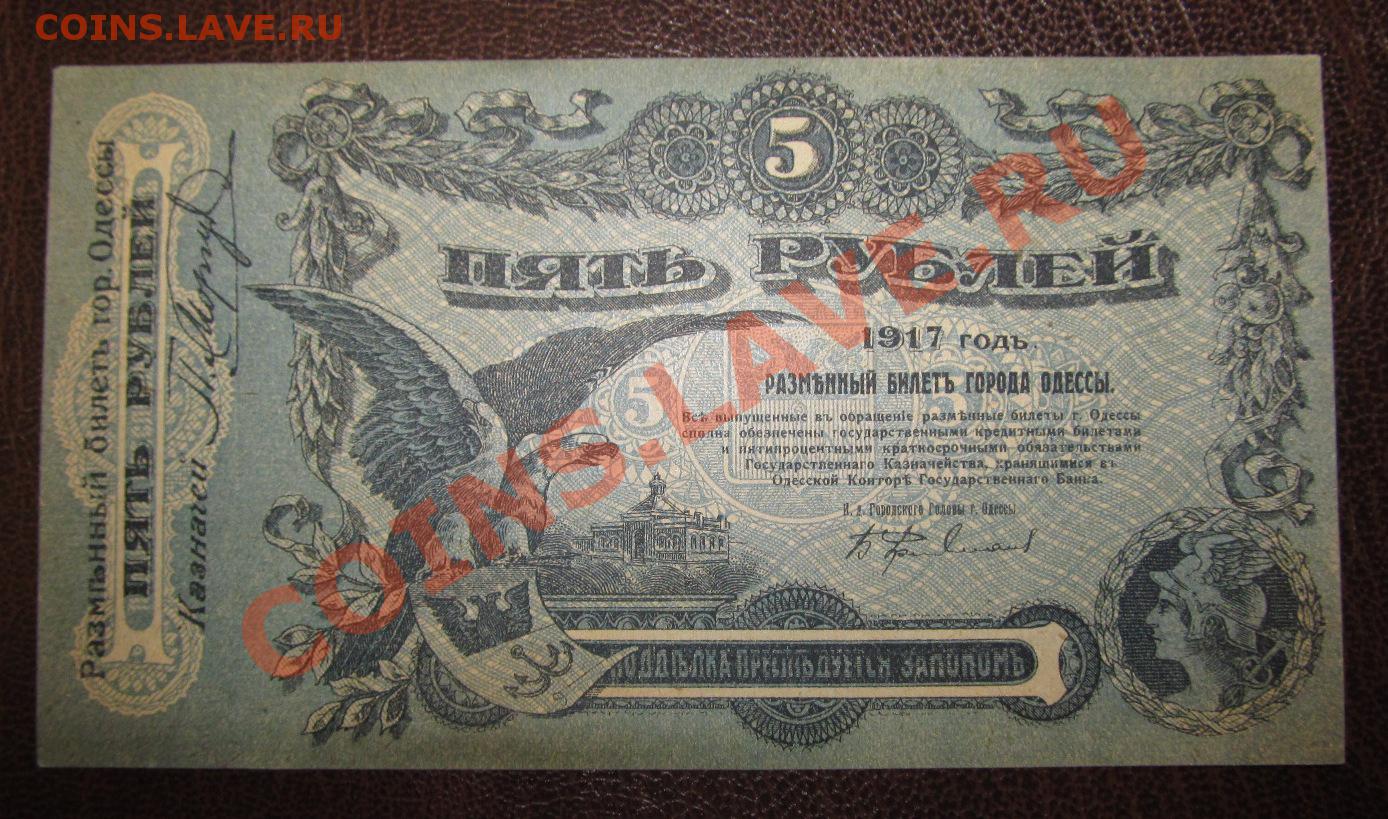 COINS.LAVE.RU
5
ПЯТЬ РУБЛЕЙ
1917 годъ.
РАЗМѢННЫЙ БИЛЕТЪ ГОРОДА ОДЕССЫ.
Всѣ выпущенные въ обращеніе размѣнные билеты г. Одессы
сполна обезпечены государственными кредитными билетами
и пятипроцентными краткосрочными обязательствами
Государственнаго Казначейства, хранящимися въ
Одесской Конторѣ Государственнаго Банка.
И. д. Городского Головы г. Одессы
5
5
ПОДДѢЛКА ПРЕСЛѢДУЕТСЯ ЗАКОНОМЪ
Размѣнный билетъ гор. Одессы
ПЯТЬ РУБЛЕЙ
Казначей
COINS.LAVE.RU